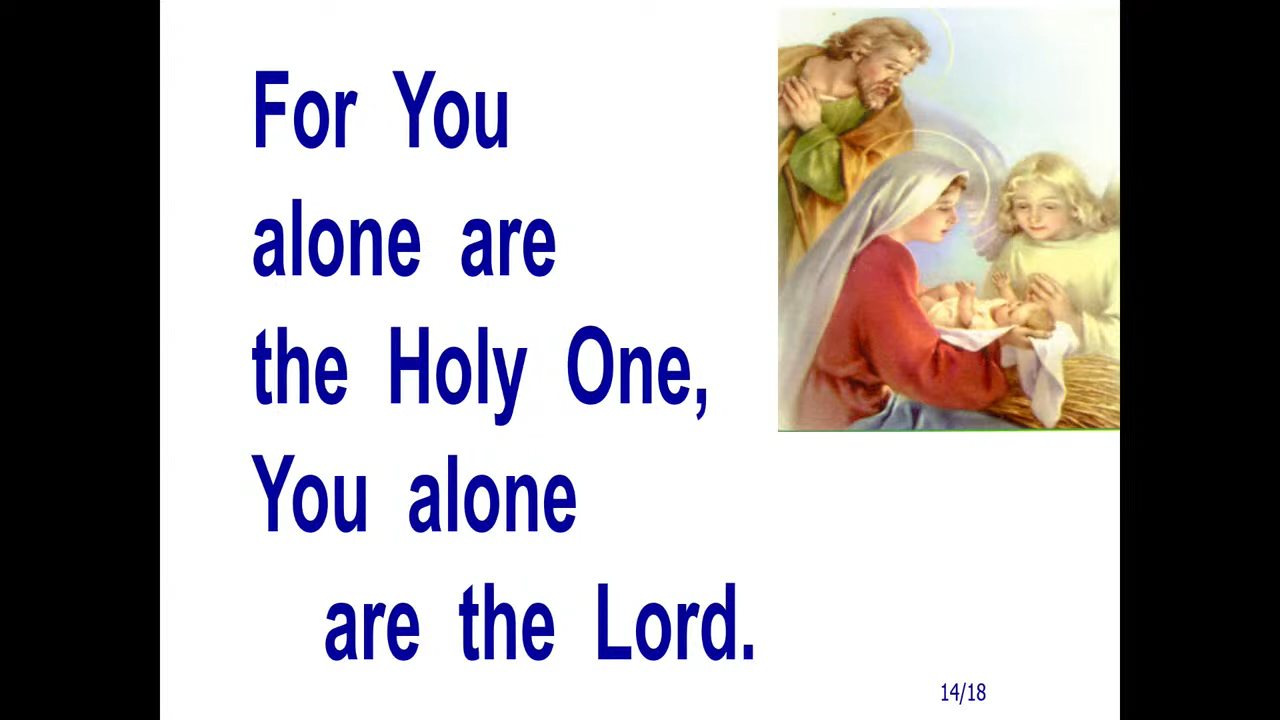 For You
alone are
the Holy One,
You alone
are the Lord.
14/18